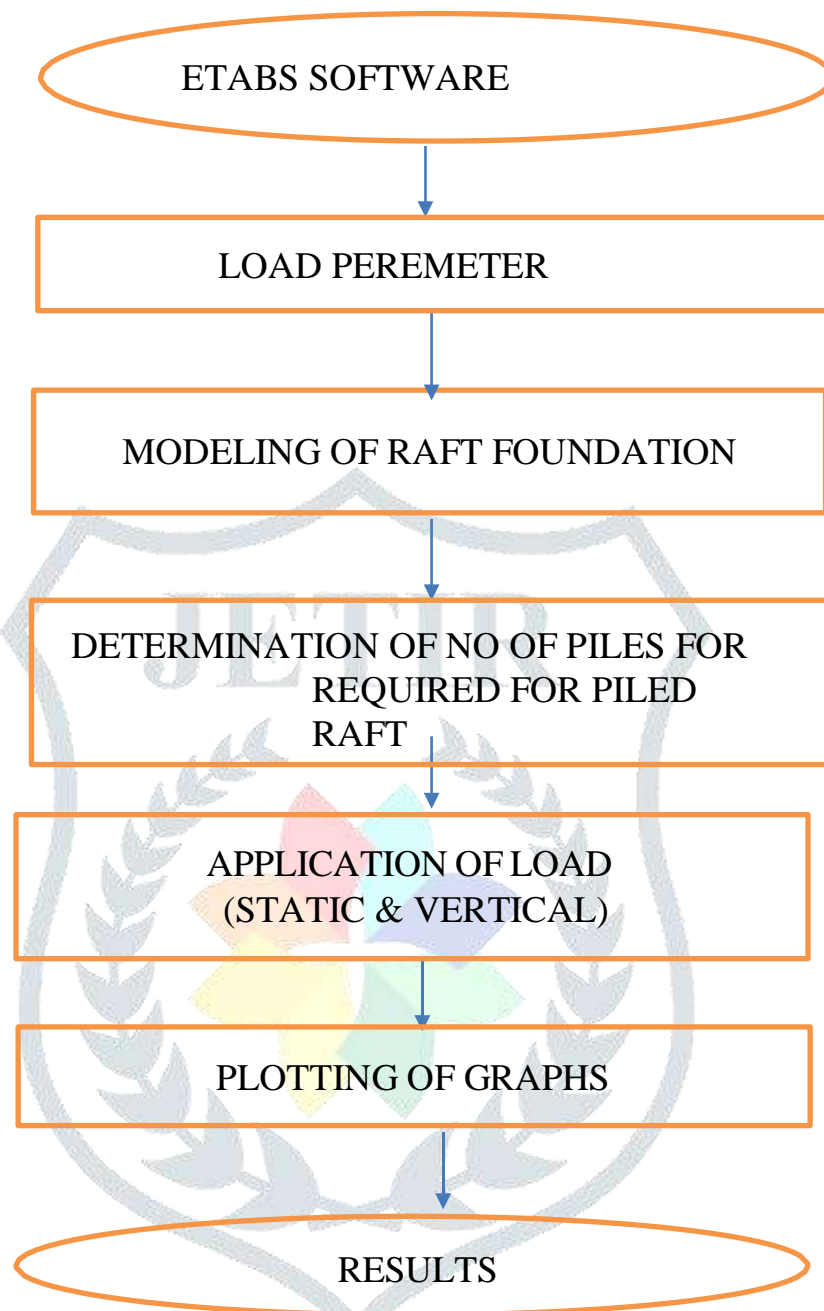 ETABS SOFTWARE
LOAD PEREMETER
MODELING OF RAFT FOUNDATION
JETIR
DETERMINATION OF NO OF PILES FOR
REQUIRED FOR PILED
RAFT
APPLICATION OF LOAD
(STATIC & VERTICAL)
PLOTTING OF GRAPHS
RESULTS